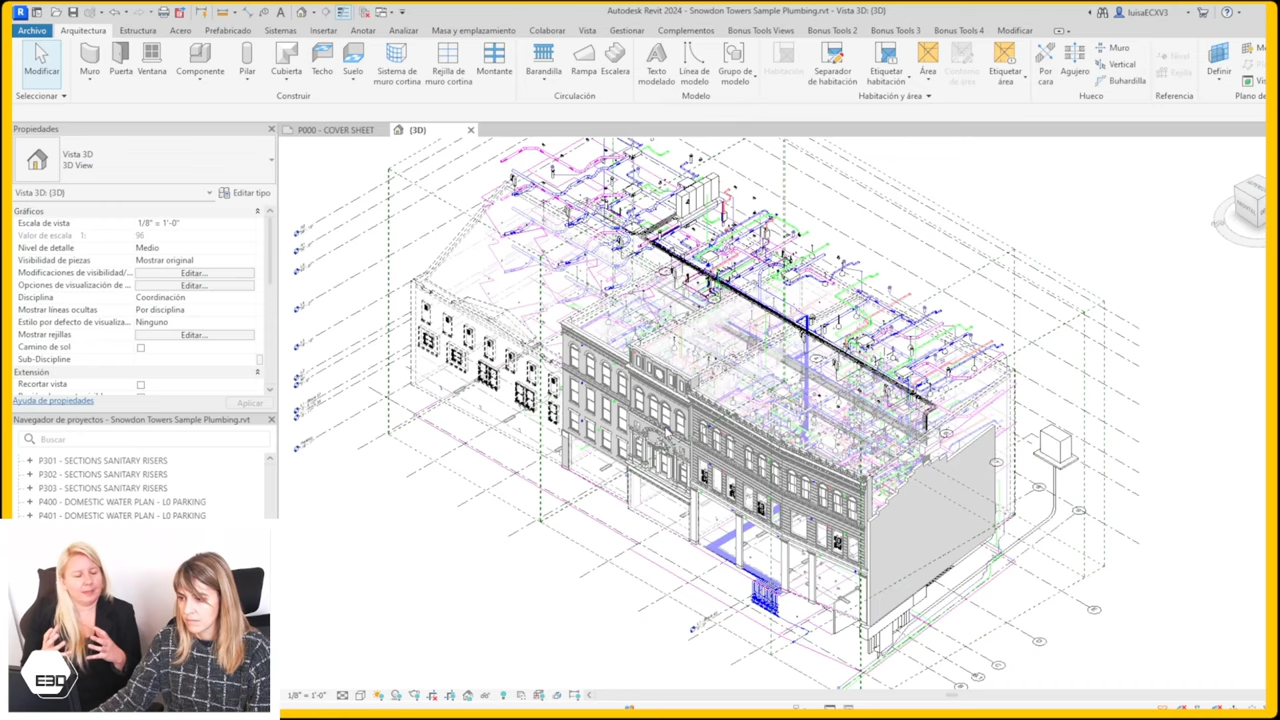 Autodesk Revit 2024 - Snowdon Towers Sample Plumbing.rvt - Vista 3D: {3D}
luisaECXV3
Archivo Arquitectura Estructura Acero Prefabricado Sistemas Insertar Anotar Analizar Masa y emplazamiento Colaborar Vista Gestionar Complementos Bonus Tools Views Bonus Tools 2 Bonus Tools 3 Bonus Tools 4 Modificar
Modificar Muro Puerta Ventana Componente Pilar Cubierta Techo Suelo Sistema de muro cortina Rejilla de muro cortina Montante Barandilla Rampa Escalera Texto modelado Línea de modelo Grupo de modelo Habitación Separador de habitación Etiquetar habitación Área Contorno de área Etiquetar área Por cara Agujero Muro Vertical Buhardilla Nivel Rejilla Definir
Seleccionar Construir Circulación Modelo Habitación y área Hueco Referencia Plano de
Propiedades
P000 - COVER SHEET {3D}
Vista 3D
3D View
Vista 3D: {3D} Editar tipo
Gráficos
Escala de vista 1/8" = 1'-0"
Valor de escala 1: 96
Nivel de detalle Medio
Visibilidad de piezas Mostrar original
Modificaciones de visibilidad/... Editar...
Opciones de visualización de ... Editar...
Disciplina Coordinación
Mostrar líneas ocultas Por disciplina
Estilo por defecto de visualiza... Ninguno
Mostrar rejillas Editar...
Camino de sol
Sub-Discipline
Extensión
Recortar vista
Ayuda de propiedades Aplicar
Navegador de proyectos - Snowdon Towers Sample Plumbing.rvt
Buscar
P301 - SECTIONS SANITARY RISERS
P302 - SECTIONS SANITARY RISERS
P303 - SECTIONS SANITARY RISERS
P400 - DOMESTIC WATER PLAN - L0 PARKING
P401 - DOMESTIC WATER PLAN - L0 PARKING
E3D
1/8" = 1'-0"